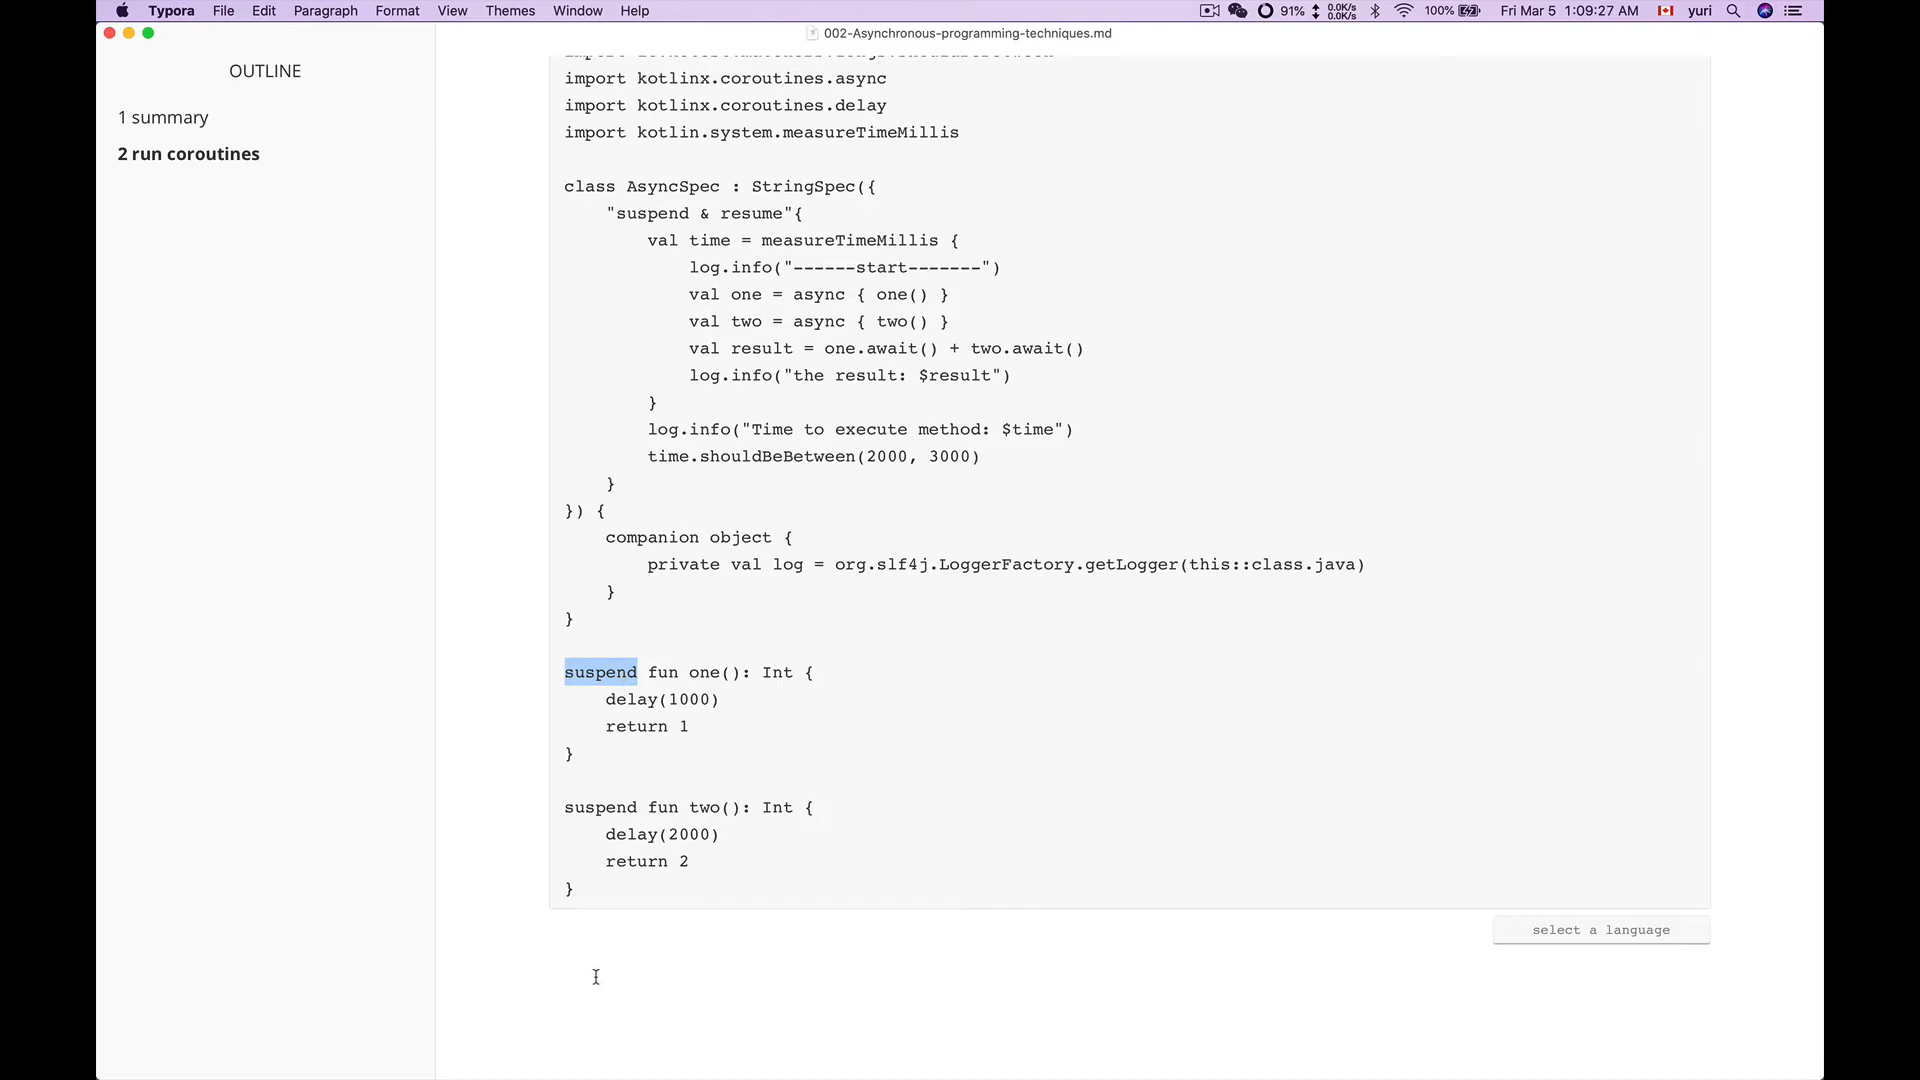 Typora File Edit Paragraph Format View Themes Window Help 91% 0.0K/s 0.0K/s 100% Fri Mar 5 1:09:27 AM yuri
002-Asynchronous-programming-techniques.md
OUTLINE
1 summary
2 run coroutines
import kotlinx.coroutines.async
import kotlinx.coroutines.delay
import kotlin.system.measureTimeMillis
class AsyncSpec : StringSpec({
"suspend & resume"{
val time = measureTimeMillis {
log.info("------start-------")
val one = async { one() }
val two = async { two() }
val result = one.await() + two.await()
log.info("the result: $result")
}
log.info("Time to execute method: $time")
time.shouldBeBetween(2000, 3000)
}
}) {
companion object {
private val log = org.slf4j.LoggerFactory.getLogger(this::class.java)
}
}
suspend fun one(): Int {
delay(1000)
return 1
}
suspend fun two(): Int {
delay(2000)
return 2
}
select a language